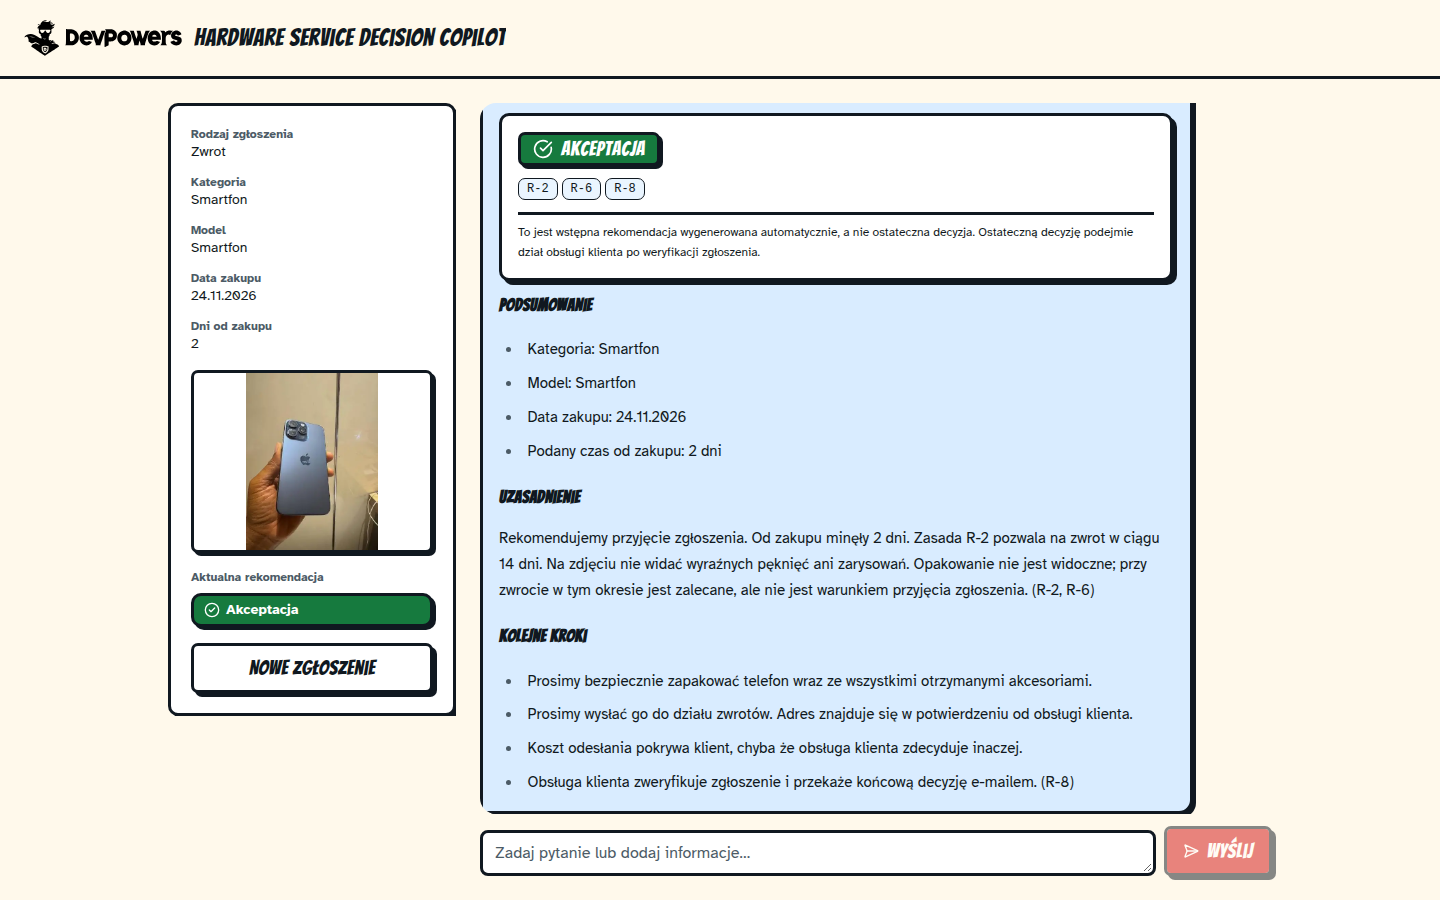 DevPowers
HARDWARE SERVICE DECISION COPILOT
Rodzaj zgłoszenia
Zwrot
Kategoria
Smartfon
Model
Smartfon
Data zakupu
24.11.2026
Dni od zakupu
2
Aktualna rekomendacja
Akceptacja
NOWE ZGŁOSZENIE
AKCEPTACJA
R-2 R-6 R-8
To jest wstępna rekomendacja wygenerowana automatycznie, a nie ostateczna decyzja. Ostateczną decyzję podejmie
dział obsługi klienta po weryfikacji zgłoszenia.
PODSUMOWANIE
Kategoria: Smartfon
Model: Smartfon
Data zakupu: 24.11.2026
Podany czas od zakupu: 2 dni
UZASADNIENIE
Rekomendujemy przyjęcie zgłoszenia. Od zakupu minęły 2 dni. Zasada R-2 pozwala na zwrot w ciągu
14 dni. Na zdjęciu nie widać wyraźnych pęknięć ani zarysowań. Opakowanie nie jest widoczne; przy
zwrocie w tym okresie jest zalecane, ale nie jest warunkiem przyjęcia zgłoszenia. (R-2, R-6)
KOLEJNE KROKI
Prosimy bezpiecznie zapakować telefon wraz ze wszystkimi otrzymanymi akcesoriami.
Prosimy wysłać go do działu zwrotów. Adres znajduje się w potwierdzeniu od obsługi klienta.
Koszt odesłania pokrywa klient, chyba że obsługa klienta zdecyduje inaczej.
Obsługa klienta zweryfikuje zgłoszenie i przekaże końcową decyzję e-mailem. (R-8)
Zadaj pytanie lub dodaj informacje...
WYŚLIJ